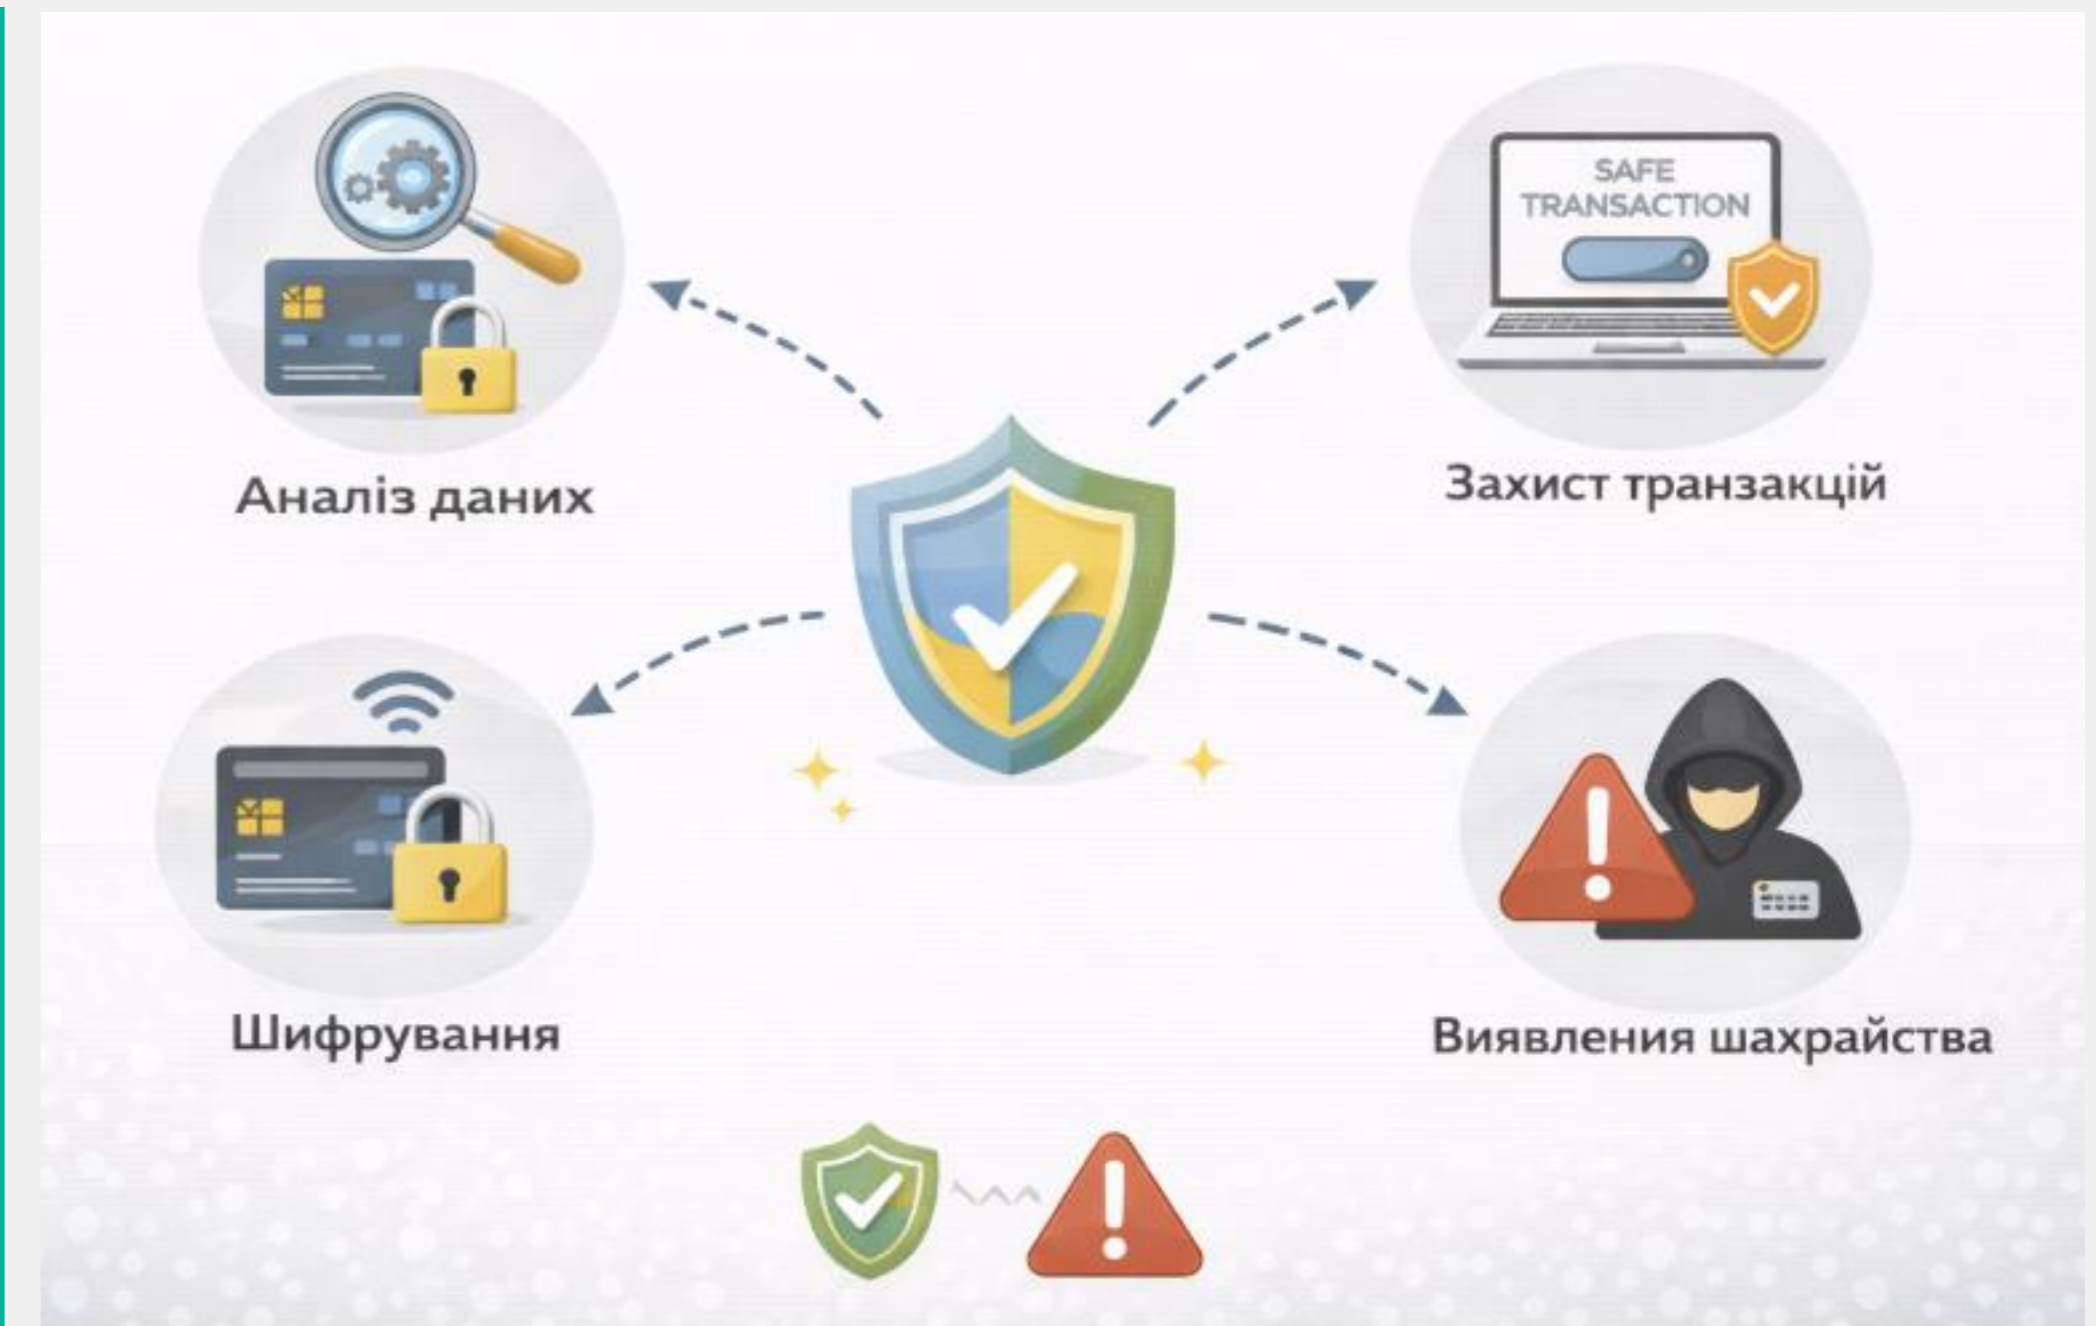 SAFE
TRANSACTION
Аналіз даних
Захист транзакцій
Шифрування
Виявления шахрайства